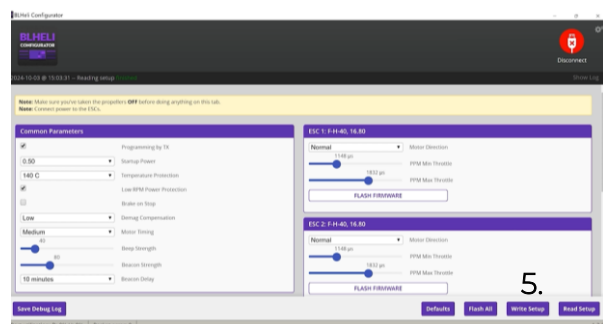 BLHeli Configurator
BLHELI
CONFIGURATOR
Disconnect
2024-10-03 @ 19:03:31 -- Reading setup finished
Show Log
Note: Make sure you've taken the propellers OFF before doing anything on this tab.
Note: Connect power to the ESCs.
Common Parameters
Programming by TX
0.50 Startup Power
140 C Temperature Protection
Low RPM Power Protection
Brake on Stop
Low Demag Compensation
Medium Motor Timing
40
Beep Strength
80
Beacon Strength
10 minutes Beacon Delay
ESC 1: F-H-40, 16.80
Normal Motor Direction
1148 µs
PPM Min Throttle
1832 µs
PPM Max Throttle
FLASH FIRMWARE
ESC 2: F-H-40, 16.80
Normal Motor Direction
1148 µs
PPM Min Throttle
1832 µs
PPM Max Throttle
FLASH FIRMWARE
5.
Save Debug Log
Defaults
Flash All
Write Setup
Read Setup